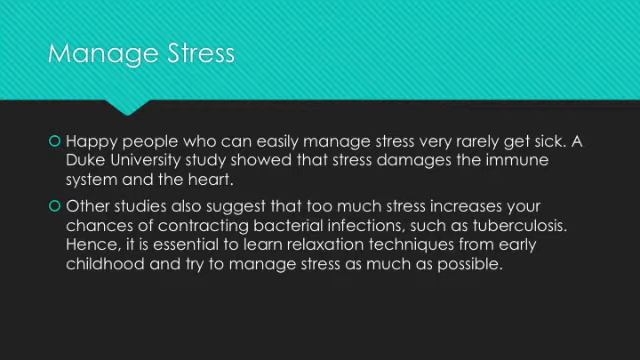 Manage Stress
Happy people who can easily manage stress very rarely get sick. A
Duke University study showed that stress damages the immune
system and the heart.
Other studies also suggest that too much stress increases your
chances of contracting bacterial infections, such as tuberculosis.
Hence, it is essential to learn relaxation techniques from early
childhood and try to manage stress as much as possible.